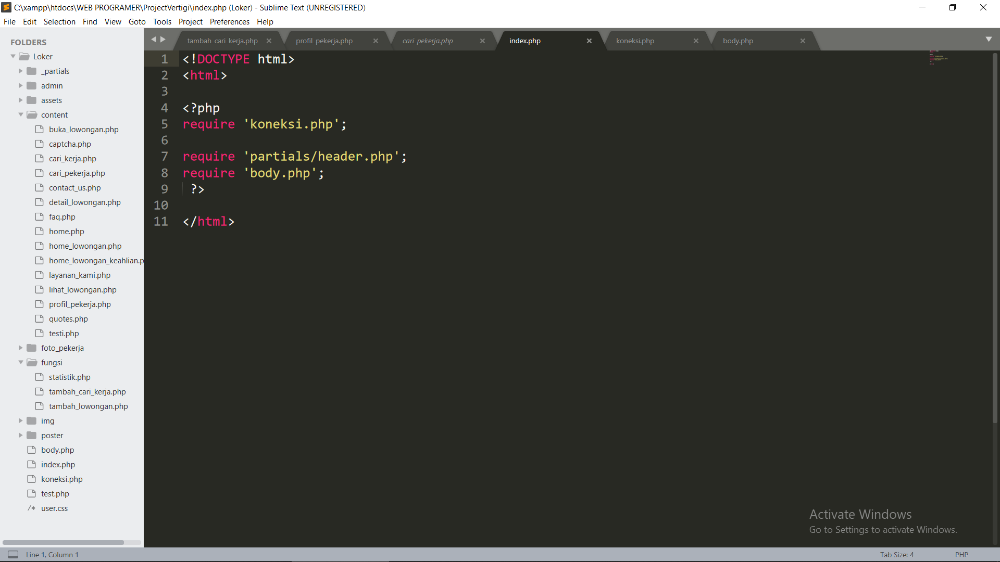 C:\xampp\htdocs\WEB PROGRAMER\ProjectVertigi\index.php (Loker) - Sublime Text (UNREGISTERED)
File Edit Selection Find View Goto Tools Project Preferences Help
FOLDERS
Loker
_partials
admin
assets
content
buka_lowongan.php
captcha.php
cari_kerja.php
cari_pekerja.php
contact_us.php
detail_lowongan.php
faq.php
home.php
home_lowongan.php
home_lowongan_keahlian.p
layanan_kami.php
lihat_lowongan.php
profil_pekerja.php
quotes.php
testi.php
foto_pekerja
fungsi
statistik.php
tambah_cari_kerja.php
tambah_lowongan.php
img
poster
body.php
index.php
koneksi.php
test.php
/* user.css
tambah_cari_kerja.php profil_pekerja.php cari_pekerja.php index.php koneksi.php body.php
1 <!DOCTYPE html>
2 <html>
3
4 <?php
5 require 'koneksi.php';
6
7 require 'partials/header.php';
8 require 'body.php';
9 ?>
10
11 </html>
Activate Windows
Go to Settings to activate Windows.
Line 1, Column 1 Tab Size: 4 PHP